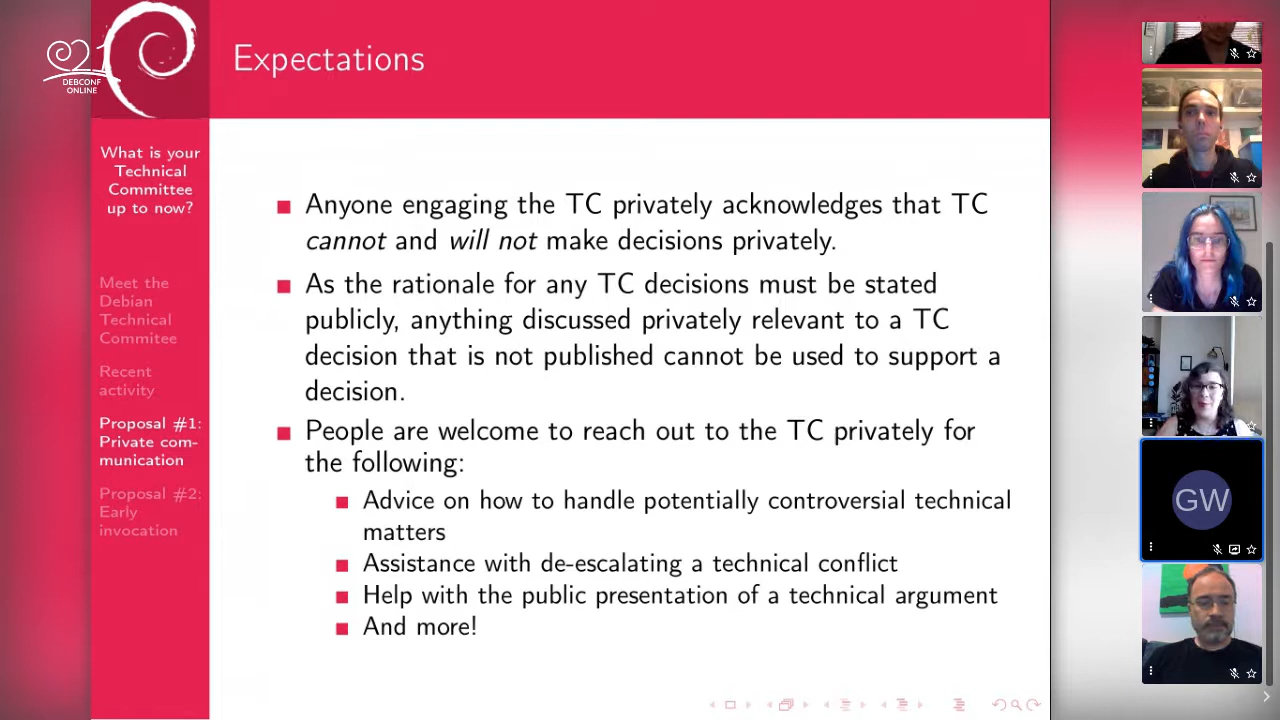 DEBCONF
ONLINE
Expectations
What is your
Technical
Committee
up to now?
Meet the
Debian
Technical
Commitee
Recent
activity
Proposal #1:
Private com-
munication
Proposal #2:
Early
invocation
Anyone engaging the TC privately acknowledges that TC
cannot and will not make decisions privately.
As the rationale for any TC decisions must be stated
publicly, anything discussed privately relevant to a TC
decision that is not published cannot be used to support a
decision.
People are welcome to reach out to the TC privately for
the following:
Advice on how to handle potentially controversial technical
matters
Assistance with de-escalating a technical conflict
Help with the public presentation of a technical argument
And more!
GW